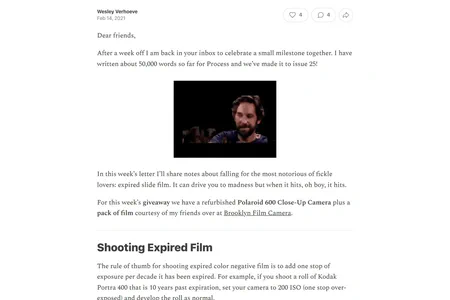 Wesley Verhoeve
Feb 14, 2021
4
4
Dear friends,
After a week off I am back in your inbox to celebrate a small milestone together. I have
written about 50,000 words so far for Process and we've made it to issue 25!
In this week's letter I'll share notes about falling for the most notorious of fickle
lovers: expired slide film. It can drive you to madness but when it hits, oh boy, it hits.
For this week's giveaway we have a refurbished Polaroid 600 Close-Up Camera plus a
pack of film courtesy of my friends over at Brooklyn Film Camera.
Shooting Expired Film
The rule of thumb for shooting expired color negative film is to add one stop of
exposure per decade it has been expired. For example, if you shoot a roll of Kodak
Portra 400 that is 10 years past expiration, set your camera to 200 ISO (one stop over-
exposed) and develop the roll as normal.